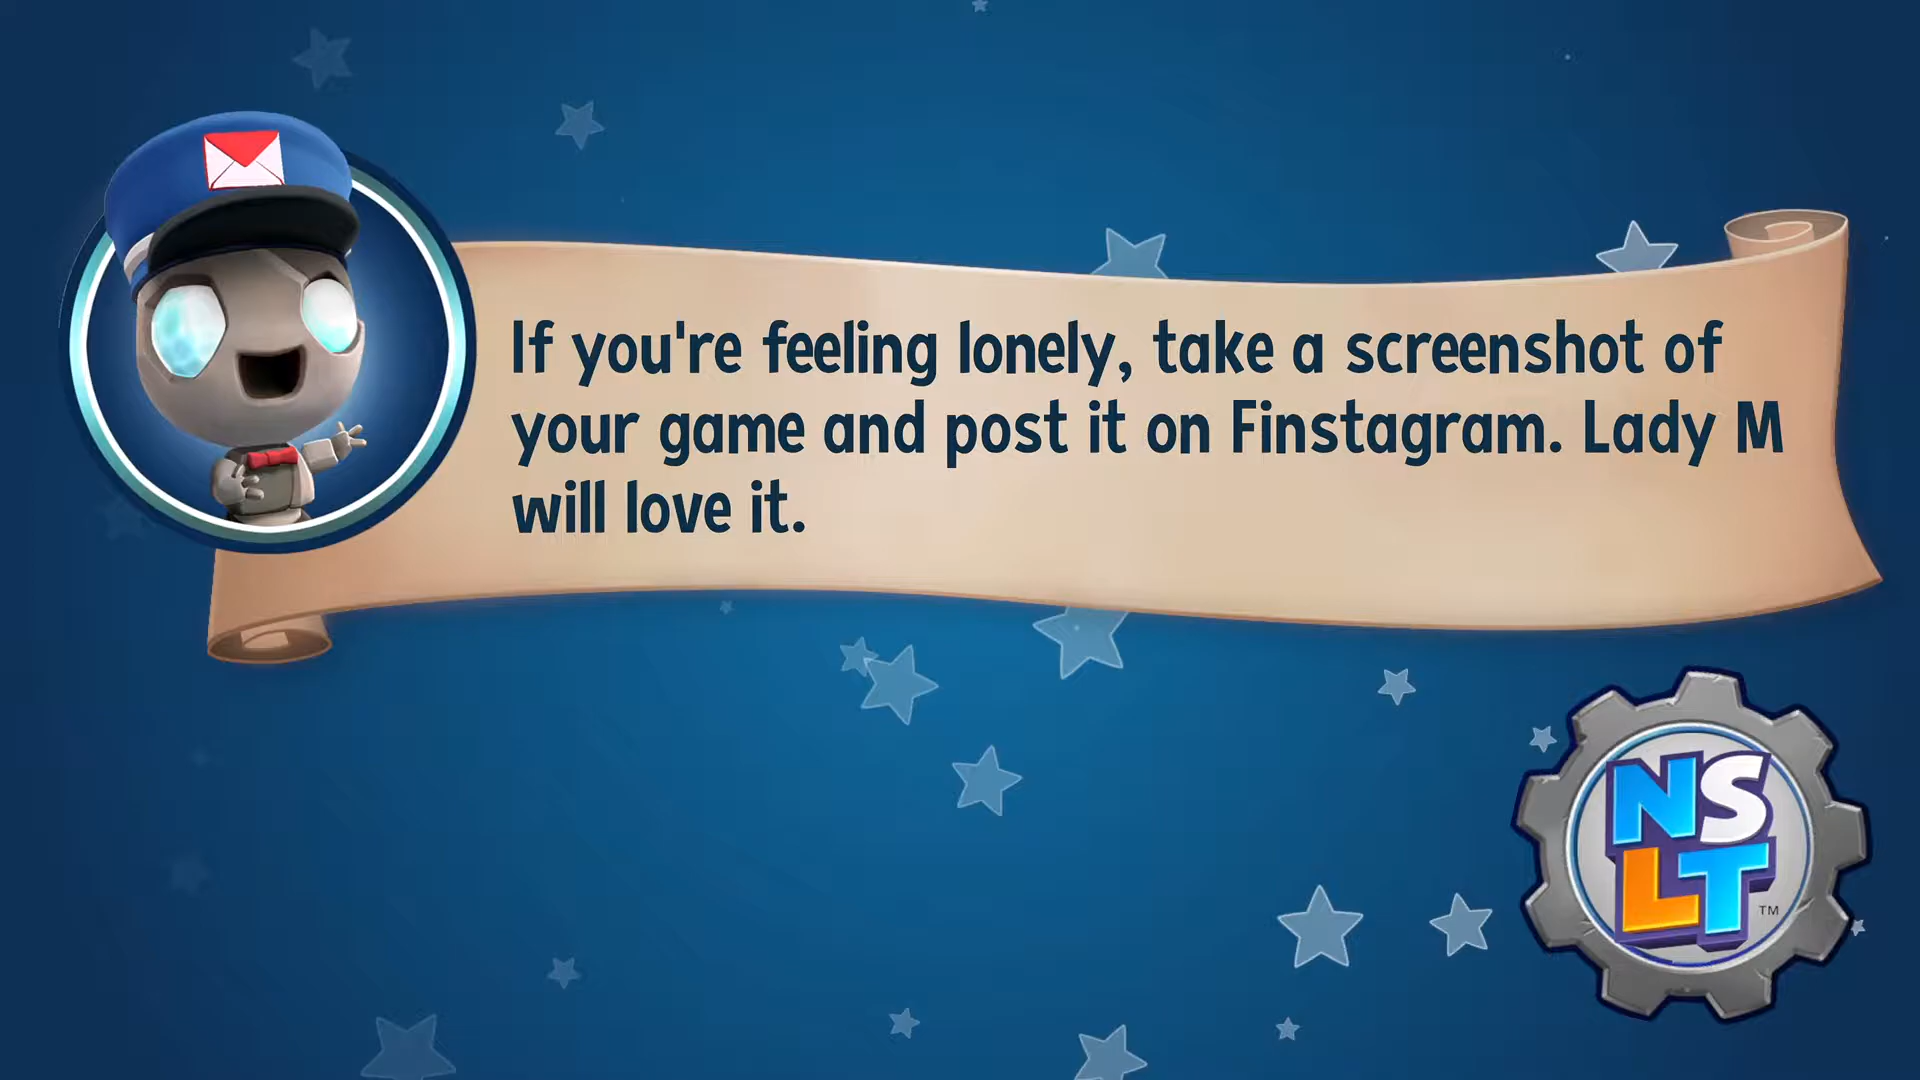 If you're feeling lonely, take a screenshot of
your game and post it on Finstagram. Lady M
will love it.
NS
LT
TM